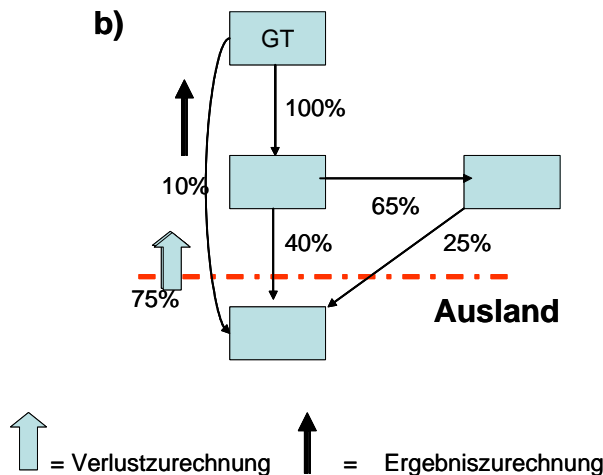 b)
GT
100%
10%
65%
40%
25%
75%
Ausland
= Verlustzurechnung = Ergebniszurechnung